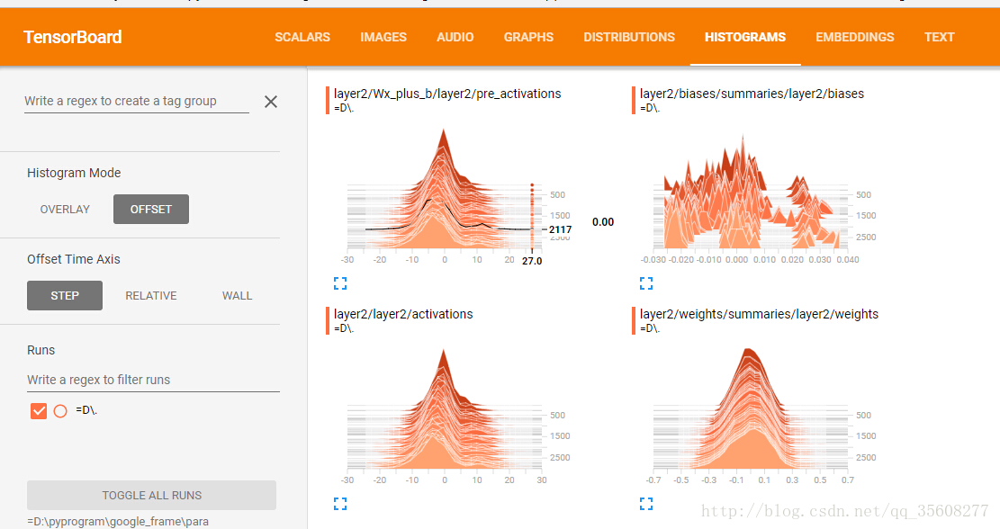 TensorBoard
SCALARS IMAGES AUDIO GRAPHS DISTRIBUTIONS HISTOGRAMS EMBEDDINGS TEXT
Write a regex to create a tag group
Histogram Mode
OVERLAY OFFSET
Offset Time Axis
STEP RELATIVE WALL
Runs
Write a regex to filter runs
=D\.
TOGGLE ALL RUNS
=D:\pyprogram\google_frame\para
layer2/Wx_plus_b/layer2/pre_activations
=D\.
500
1500
2117
2500
0.00
-30 -20 -10 0 10 20 27.0
layer2/biases/summaries/layer2/biases
=D\.
500
1500
2500
-0.030 -0.020 -0.010 0.000 0.010 0.020 0.030 0.040
layer2/layer2/activations
=D\.
500
1500
2500
-30 -20 -10 0 10 20 30
layer2/weights/summaries/layer2/weights
=D\.
500
1500
2500
-0.7 -0.5 -0.3 -0.1 0.1 0.3 0.5 0.7
http://blog.csdn.net/qq_35608277